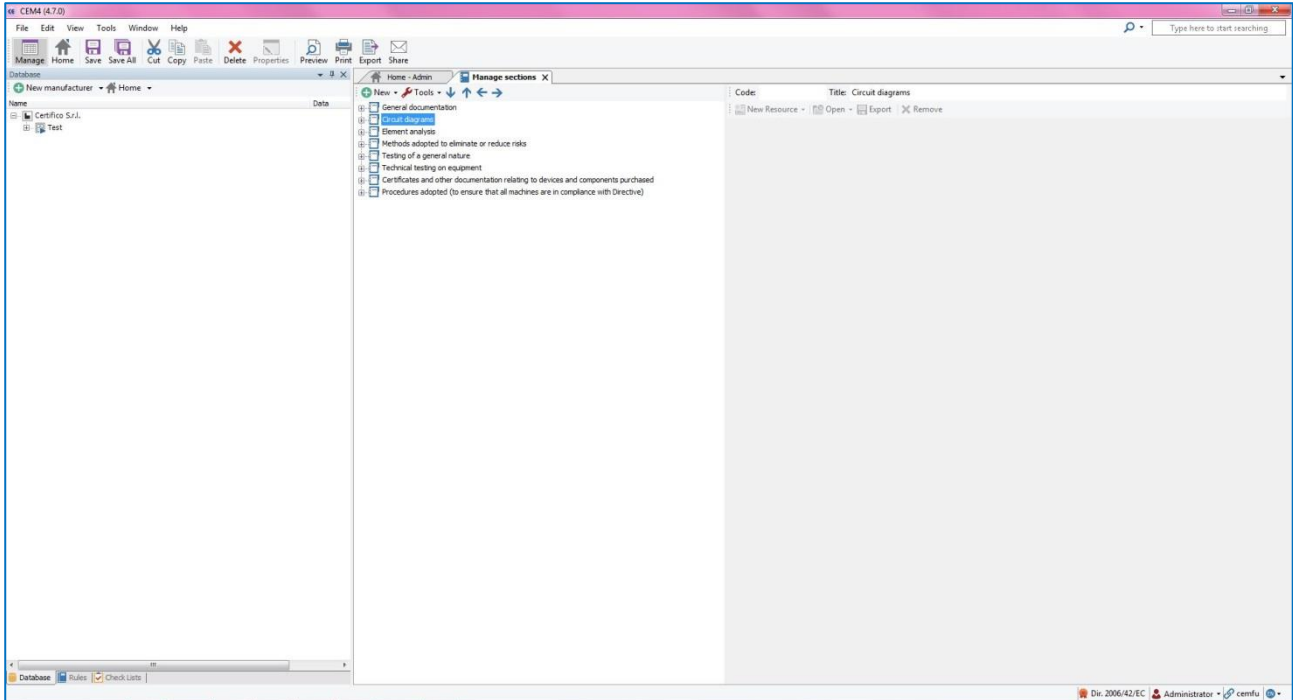 CEM4 (4.7.0)
File Edit View Tools Window Help
Type here to start searching
Manage Home Save Save All Cut Copy Paste Delete Properties Preview Print Export Share
Database
Home - Admin Manage sections
New manufacturer Home
New Tools
Code: Title: Circuit diagrams
Name Data
New Resource Open Export Remove
Certifico S.r.l.
Test
General documentation
Circuit diagrams
Element analysis
Methods adopted to eliminate or reduce risks
Testing of a general nature
Technical testing on equipment
Certificates and other documentation relating to devices and components purchased
Procedures adopted (to ensure that all machines are in compliance with Directive)
Database Rules Check Lists
Dir. 2006/42/EC Administrator cemfu